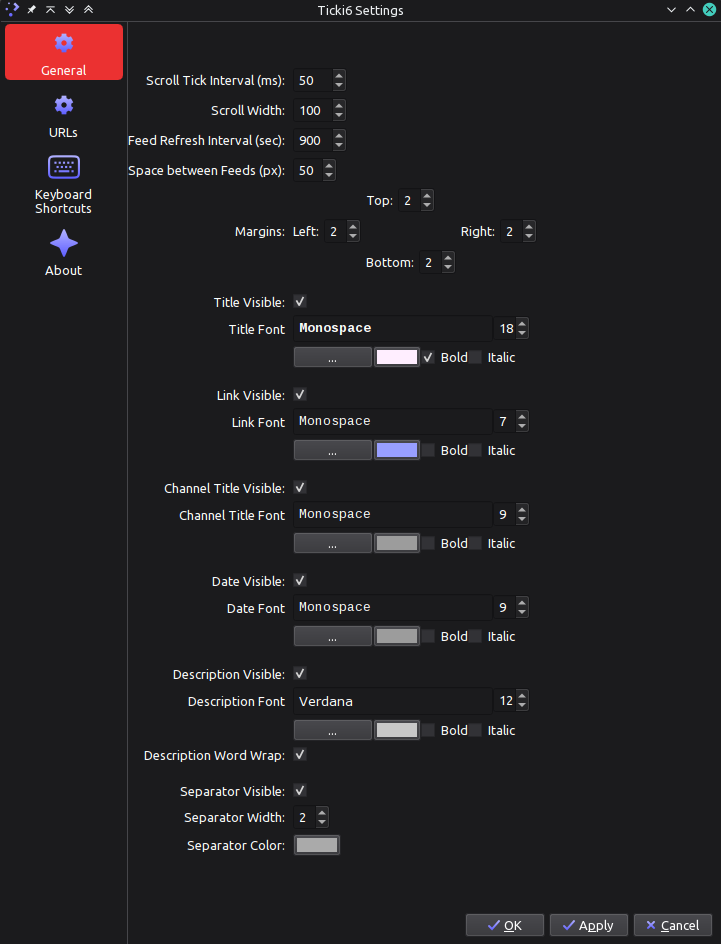 Ticki6 Settings
General
URLs
Keyboard
Shortcuts
About
Scroll Tick Interval (ms): 50
Scroll Width: 100
Feed Refresh Interval (sec): 900
Space between Feeds (px): 50
Top: 2
Margins: Left: 2 Right: 2
Bottom: 2
Title Visible:
Title Font Monospace 18
... Bold Italic
Link Visible:
Link Font Monospace 7
... Bold Italic
Channel Title Visible:
Channel Title Font Monospace 9
... Bold Italic
Date Visible:
Date Font Monospace 9
... Bold Italic
Description Visible:
Description Font Verdana 12
... Bold Italic
Description Word Wrap:
Separator Visible:
Separator Width: 2
Separator Color:
OK Apply Cancel